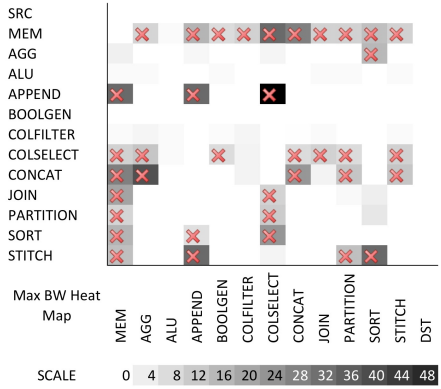 SRC
MEM
AGG
ALU
APPEND
BOOLGEN
COLFILTER
COLSELECT
CONCAT
JOIN
PARTITION
SORT
STITCH
Max BW Heat
Map
MEM
AGG
ALU
APPEND
BOOLGEN
COLFILTER
COLSELECT
CONCAT
JOIN
PARTITION
SORT
STITCH
DST
SCALE 0 4 8 12 16 20 24 28 32 36 40 44 48